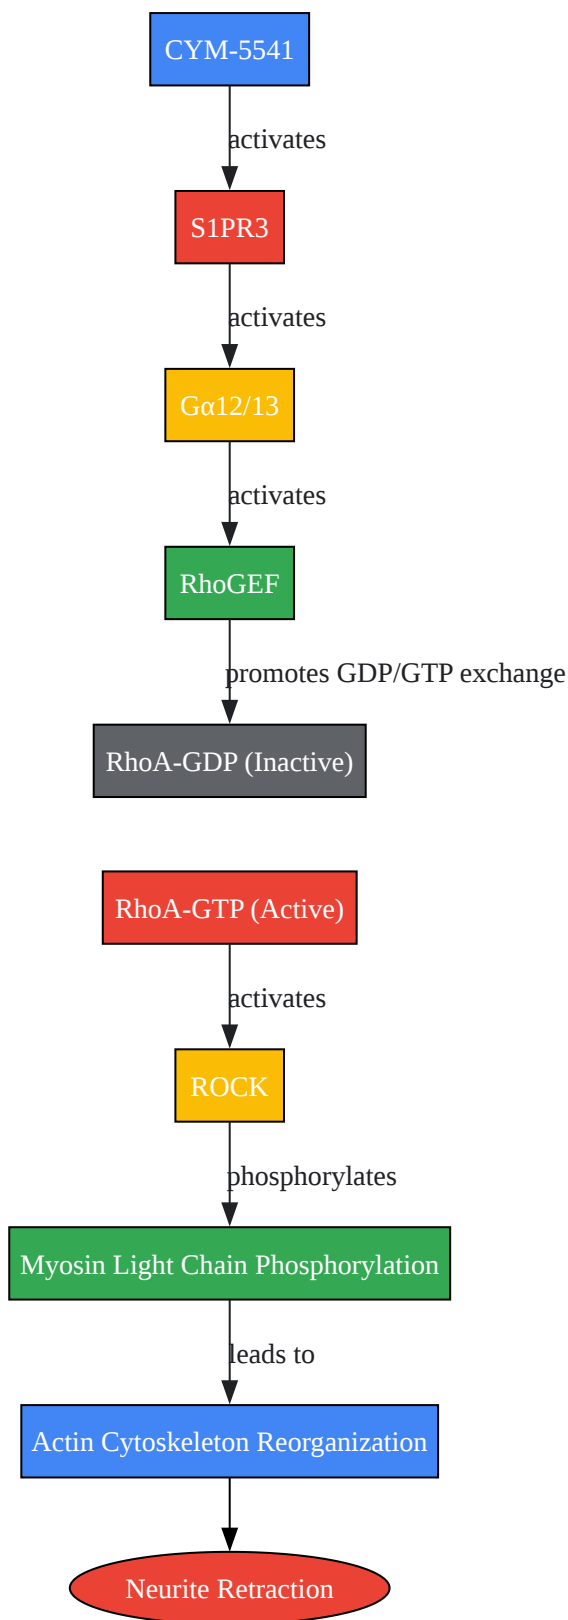 CYM-5541
activates
S1PR3
activates
Gα12/13
activates
RhoGEF
promotes GDP/GTP exchange
RhoA-GDP (Inactive)
RhoA-GTP (Active)
activates
ROCK
phosphorylates
Myosin Light Chain Phosphorylation
leads to
Actin Cytoskeleton Reorganization
Neurite Retraction